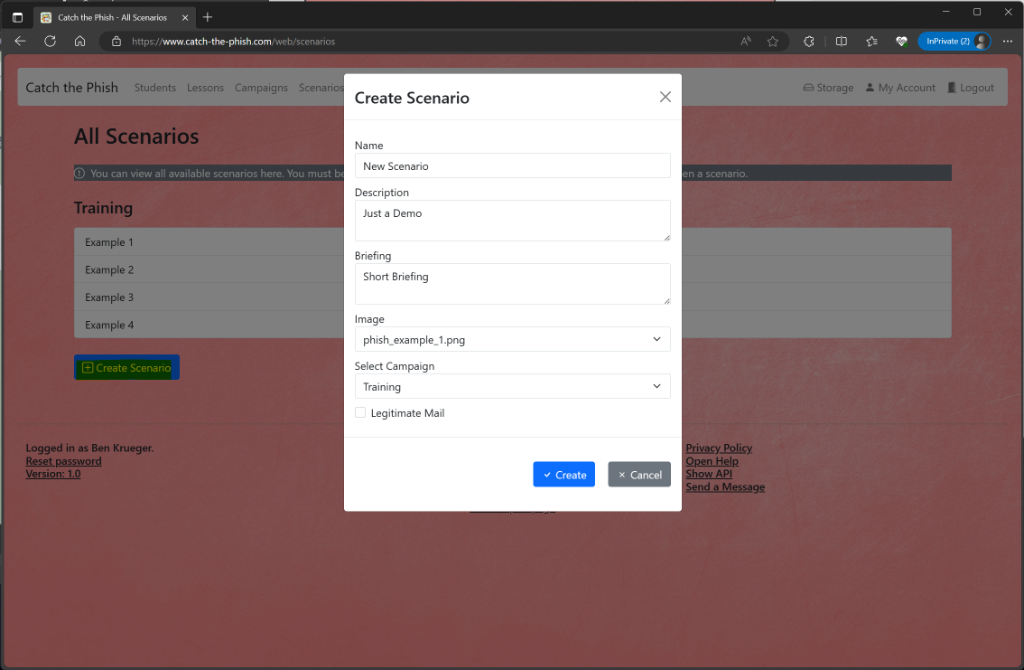 Catch the Phish - All Scenarios
https://www.catch-the-phish.com/web/scenarios
InPrivate (2)
Catch the Phish Students Lessons Campaigns Scenarios
Storage My Account Logout
All Scenarios
You can view all available scenarios here. You must be
en a scenario.
Training
Example 1
Example 2
Example 3
Example 4
Create Scenario
Create Scenario
Name
New Scenario
Description
Just a Demo
Briefing
Short Briefing
Image
phish_example_1.png
Select Campaign
Training
Legitimate Mail
Create Cancel
Logged in as Ben Krueger.
Reset password
Version: 1.0
Privacy Policy
Open Help
Show API
Send a Message